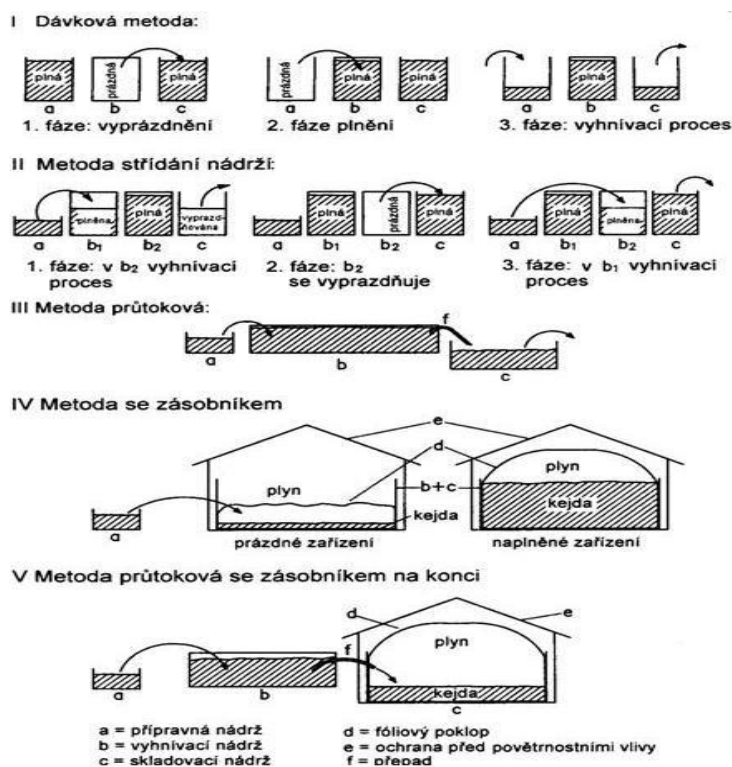 I Dávková metoda:
plná prázdná plná
a b c
1. fáze: vyprázdnění
prázdná plná plná
a b c
2. fáze plnění
plná
a b c
3. fáze: vyhnívací proces
II Metoda střídání nádrží:
plněna plná vyprazd-
ňována
a b₁ b₂ c
1. fáze: v b₂ vyhnívací
proces
plná prázdná plná
a b₁ b₂ c
2. fáze: b₂
se vyprazdňuje
plná plněna plná
a b₁ b₂ c
3. fáze: v b₁ vyhnívací
proces
III Metoda průtoková:
f
a b c
IV Metoda se zásobníkem
e
d
plyn plyn
b+c
kejda kejda
a
prázdné zařízení naplněné zařízení
V Metoda průtoková se zásobníkem na konci
d e
f plyn
kejda
a b c
a = přípravná nádrž
b = vyhnívací nádrž
c = skladovací nádrž
d = fóliový poklop
e = ochrana před povětrnostními vlivy
f = přepad